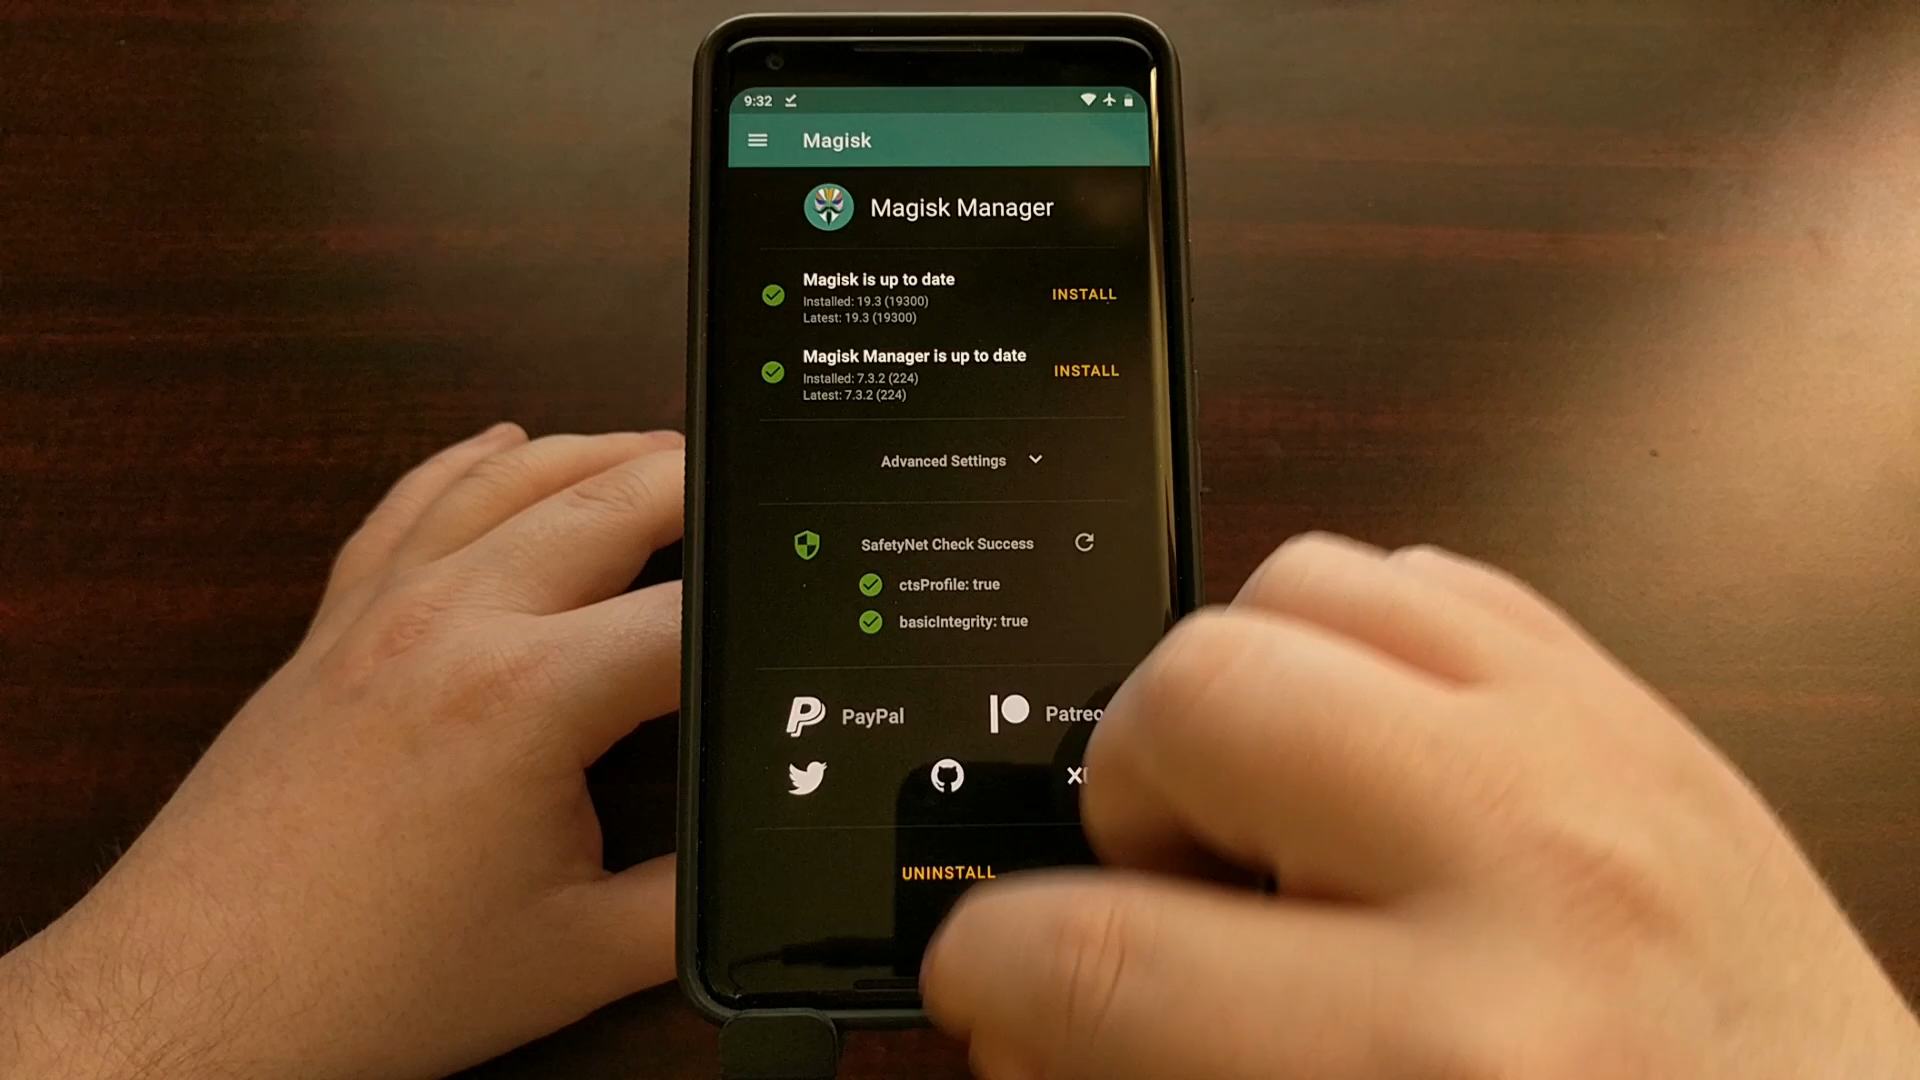 9:32
Magisk
Magisk Manager
Magisk is up to date
Installed: 19.3 (19300)
Latest: 19.3 (19300)
INSTALL
Magisk Manager is up to date
Installed: 7.3.2 (224)
Latest: 7.3.2 (224)
INSTALL
Advanced Settings
SafetyNet Check Success
ctsProfile: true
basicIntegrity: true
PayPal
Patreo
UNINSTALL